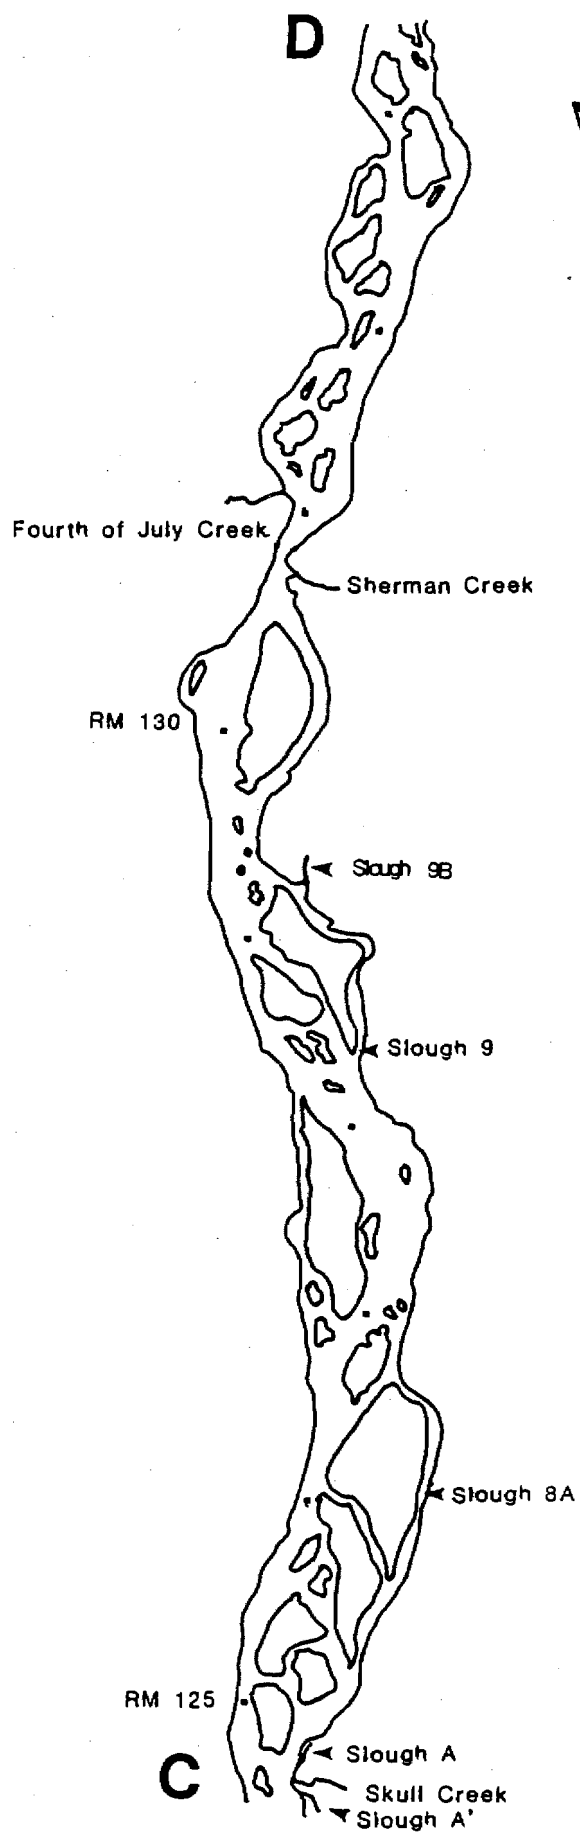 D
Fourth of July Creek
Sherman Creek
RM 130
Slough 9B
Slough 9
Slough 8A
RM 125
Slough A
C
Skull Creek
Slough A'